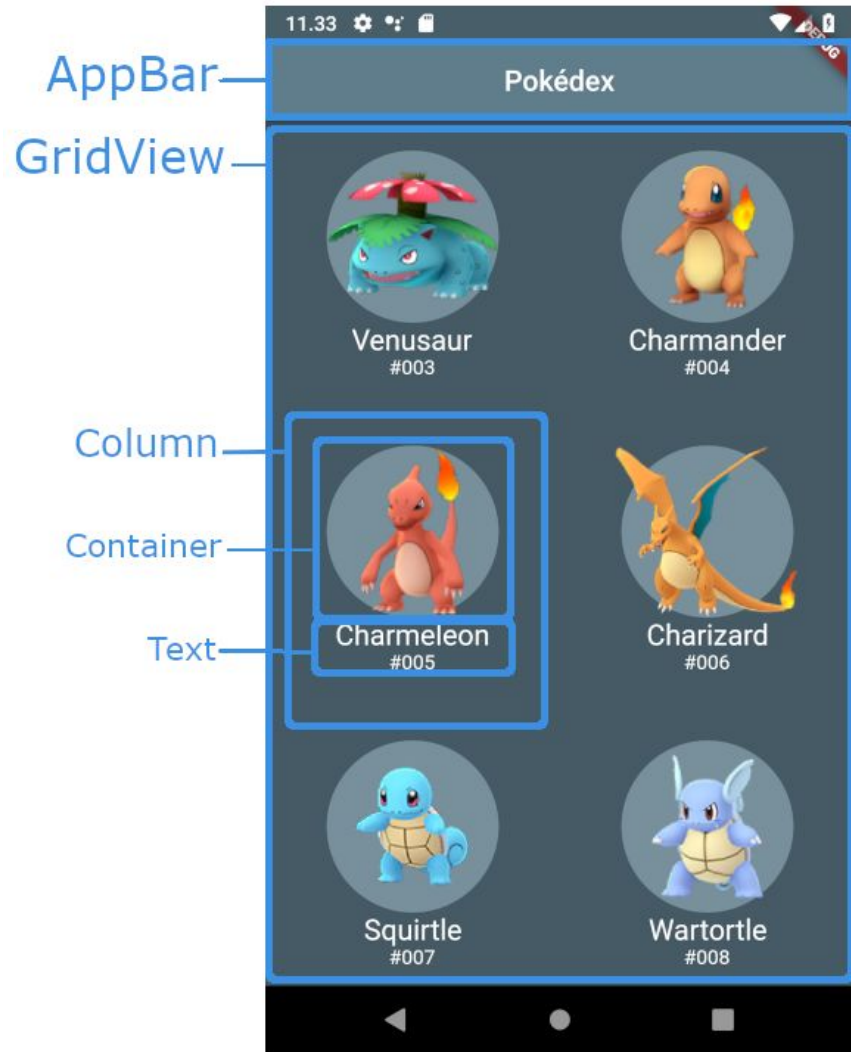 11.33
DEBUG
AppBar
Pokédex
GridView
Venusaur
#003
Charmander
#004
Column
Container
Text
Charmeleon
#005
Charizard
#006
Squirtle
#007
Wartortle
#008